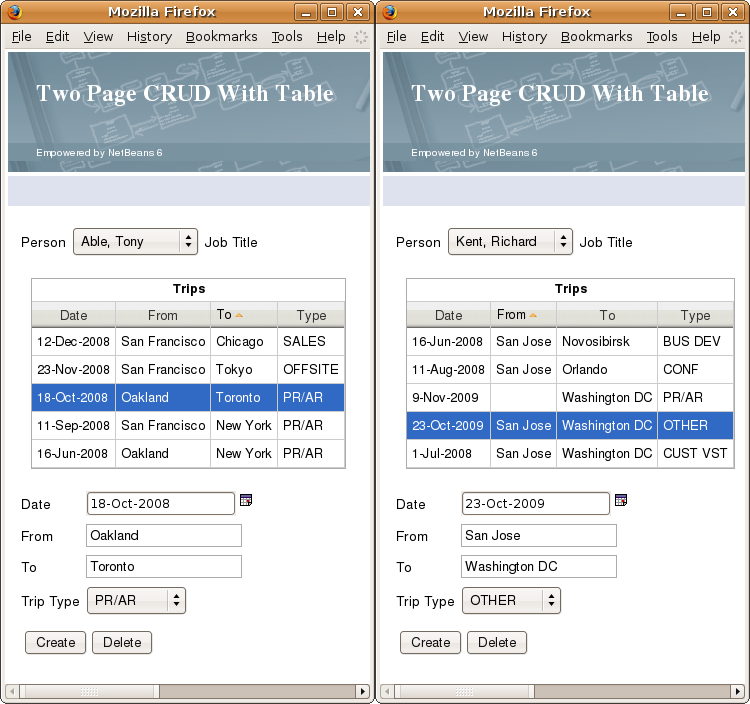 Mozilla Firefox
File Edit View History Bookmarks Tools Help
Two Page CRUD With Table
Empowered by NetBeans 6
Person Able, Tony Job Title
Trips
Date From To Type
12-Dec-2008 San Francisco Chicago SALES
23-Nov-2008 San Francisco Tokyo OFFSITE
18-Oct-2008 Oakland Toronto PR/AR
11-Sep-2008 San Francisco New York PR/AR
16-Jun-2008 Oakland New York PR/AR
Date 18-Oct-2008
From Oakland
To Toronto
Trip Type PR/AR
Create Delete
Mozilla Firefox
File Edit View History Bookmarks Tools Help
Two Page CRUD With Table
Empowered by NetBeans 6
Person Kent, Richard Job Title
Trips
Date From To Type
16-Jun-2008 San Jose Novosibirsk BUS DEV
11-Aug-2008 San Jose Orlando CONF
9-Nov-2009 Washington DC PR/AR
23-Oct-2009 San Jose Washington DC OTHER
1-Jul-2008 San Jose Washington DC CUST VST
Date 23-Oct-2009
From San Jose
To Washington DC
Trip Type OTHER
Create Delete